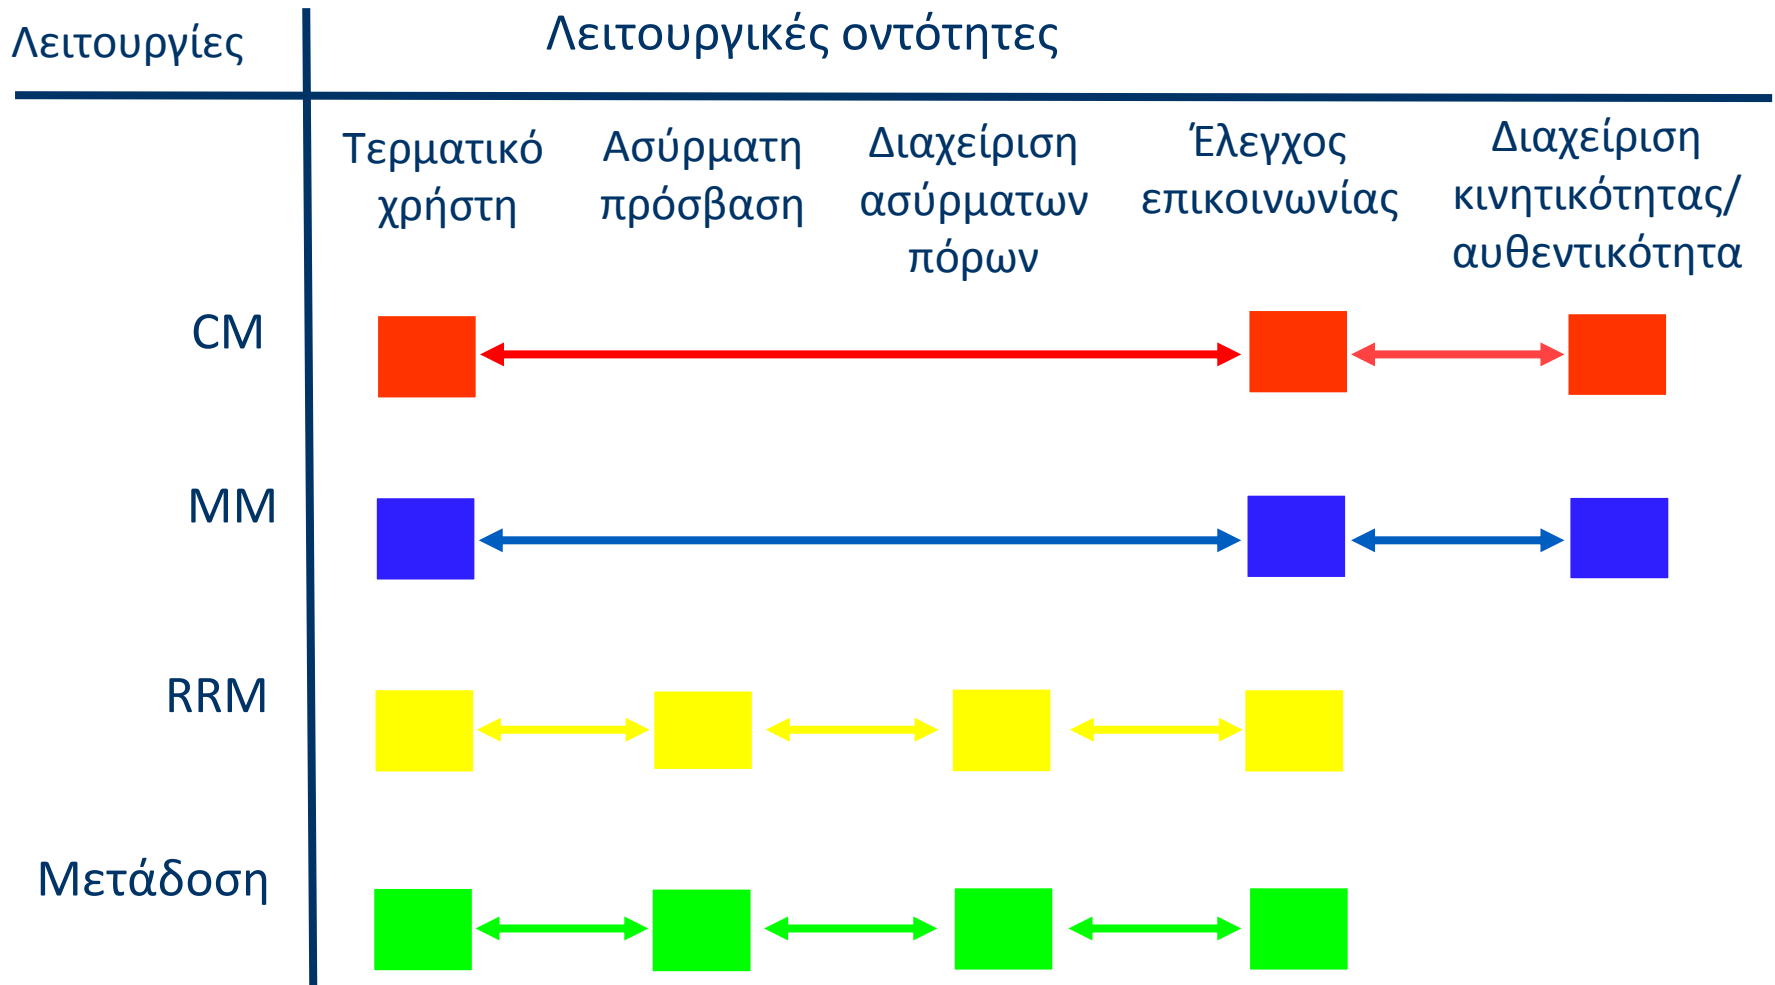 Λειτουργίες
Λειτουργικές οντότητες
Τερματικό
χρήστη
Ασύρματη
πρόσβαση
Διαχείριση
ασύρματων
πόρων
Έλεγχος
επικοινωνίας
Διαχείριση
κινητικότητας/
αυθεντικότητα
CM
MM
RRM
Μετάδοση